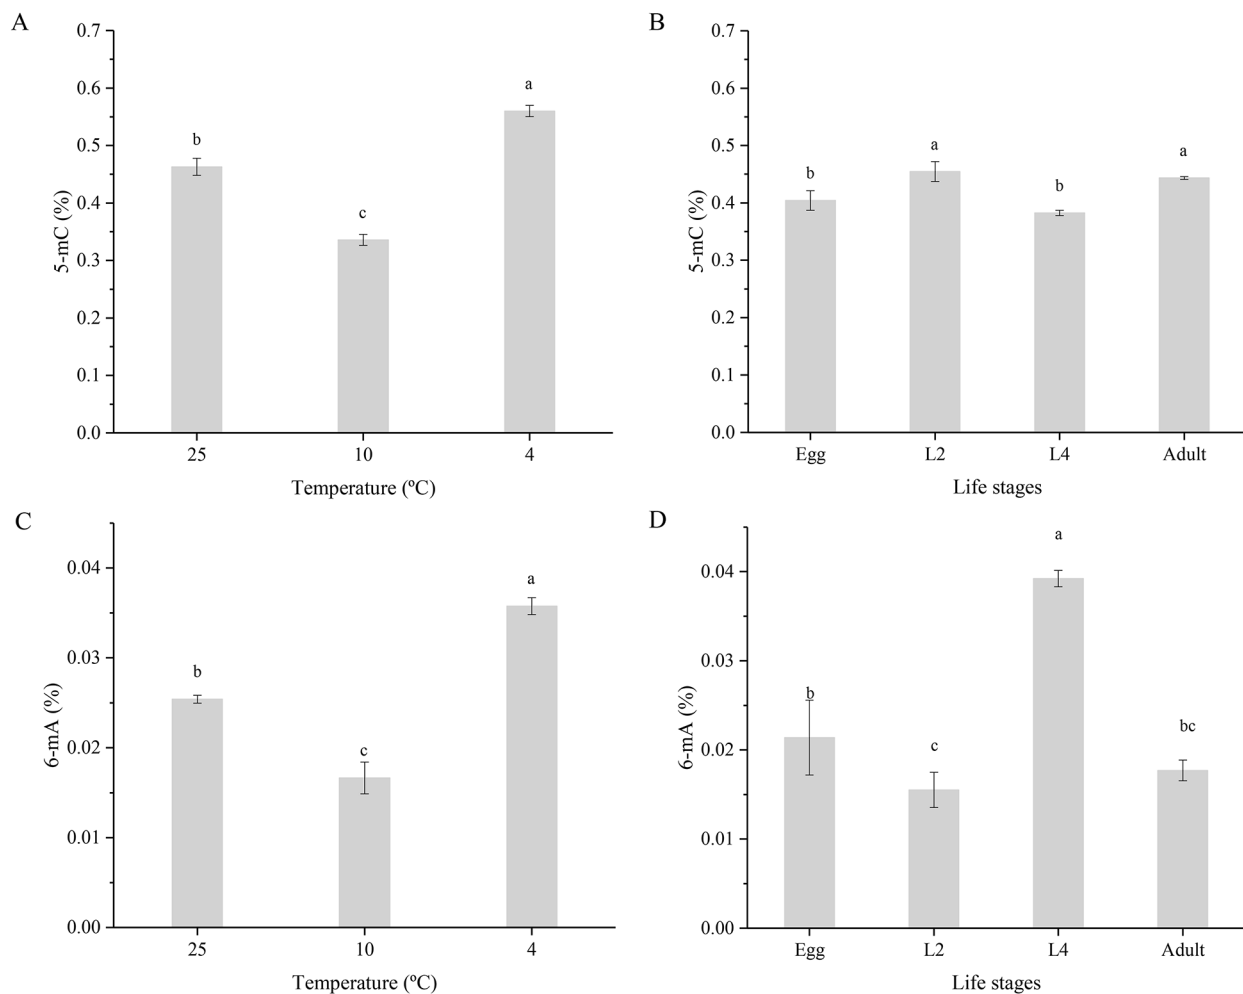 A
0.7
0.6
0.5
0.4
0.3
0.2
0.1
0.0
5-mC (%)
b
c
a
25 10 4
Temperature (ºC)
B
0.7
0.6
0.5
0.4
0.3
0.2
0.1
0.0
5-mC (%)
b
a
b
a
Egg L2 L4 Adult
Life stages
C
0.04
0.03
0.02
0.01
0.00
6-mA (%)
b
c
a
25 10 4
Temperature (ºC)
D
0.04
0.03
0.02
0.01
0.00
6-mA (%)
b
c
a
bc
Egg L2 L4 Adult
Life stages